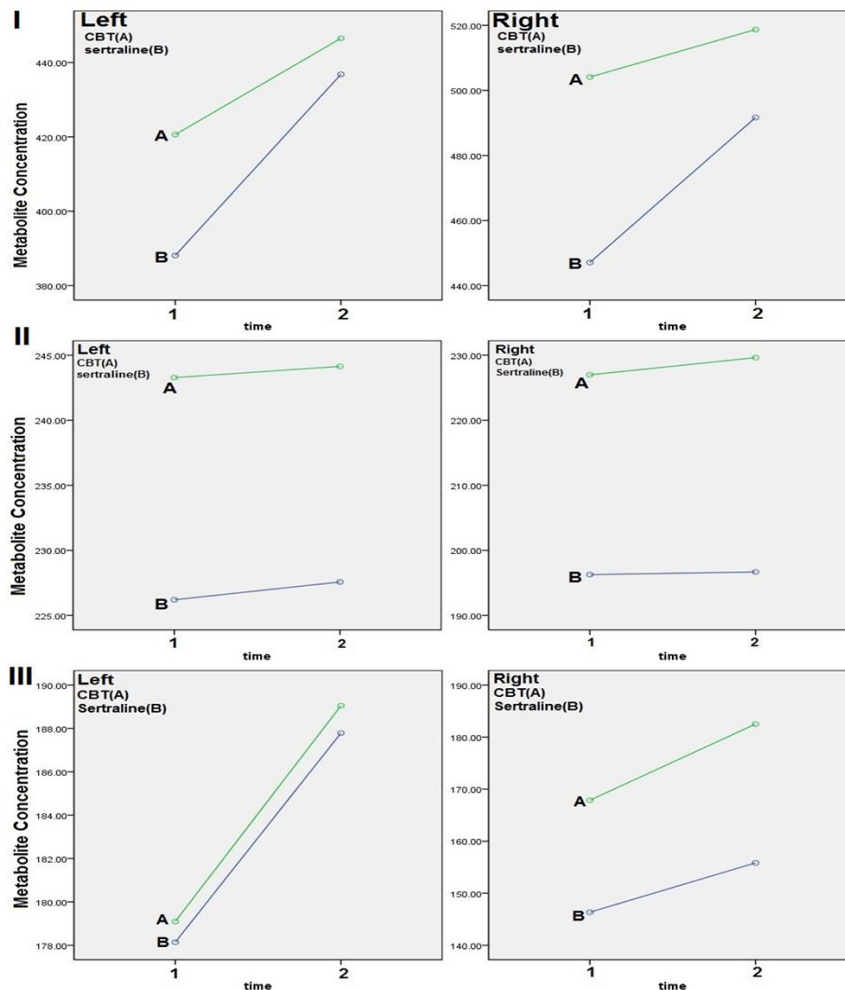 I
Left
CBT(A)
sertraline(B)
Metabolite Concentration
440.00
420.00
400.00
380.00
A
B
1
2
time
Right
CBT(A)
sertraline(B)
520.00
500.00
480.00
460.00
440.00
A
B
1
2
time
II
Left
CBT(A)
sertraline(B)
Metabolite Concentration
245.00
240.00
235.00
230.00
225.00
A
B
1
2
time
Right
CBT(A)
Sertraline(B)
230.00
220.00
210.00
200.00
190.00
A
B
1
2
time
III
Left
CBT(A)
Sertraline(B)
Metabolite Concentration
190.00
188.00
186.00
184.00
182.00
180.00
178.00
A
B
1
2
time
Right
CBT(A)
Sertraline(B)
190.00
180.00
170.00
160.00
150.00
140.00
A
B
1
2
time